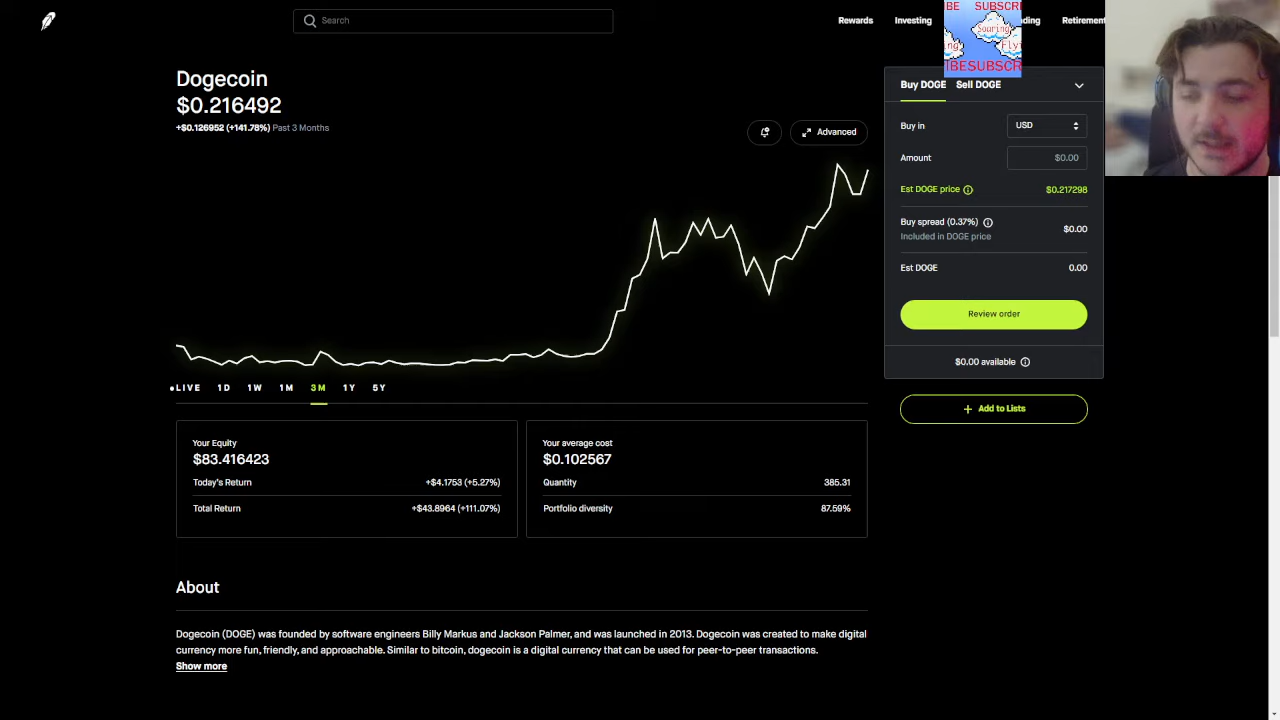 Search
Rewards
Investing
Retirement
BE SUBSCR
Souring
Fly
IBESUBSCR
Dogecoin
$0.216492
+$0.126952 (+141.78%) Past 3 Months
Advanced
Buy DOGE
Sell DOGE
Buy in
USD
Amount
$0.00
Est DOGE price
$0.217298
Buy spread (0.37%)
Included in DOGE price
$0.00
Est DOGE
0.00
Review order
$0.00 available
+ Add to Lists
LIVE 1D 1W 1M 3M 1Y 5Y
Your Equity
$83.416423
Today's Return
+$4.1753 (+5.27%)
Total Return
+$43.8964 (+111.07%)
Your average cost
$0.102567
Quantity
385.31
Portfolio diversity
87.59%
About
Dogecoin (DOGE) was founded by software engineers Billy Markus and Jackson Palmer, and was launched in 2013. Dogecoin was created to make digital
currency more fun, friendly, and approachable. Similar to bitcoin, dogecoin is a digital currency that can be used for peer-to-peer transactions.
Show more